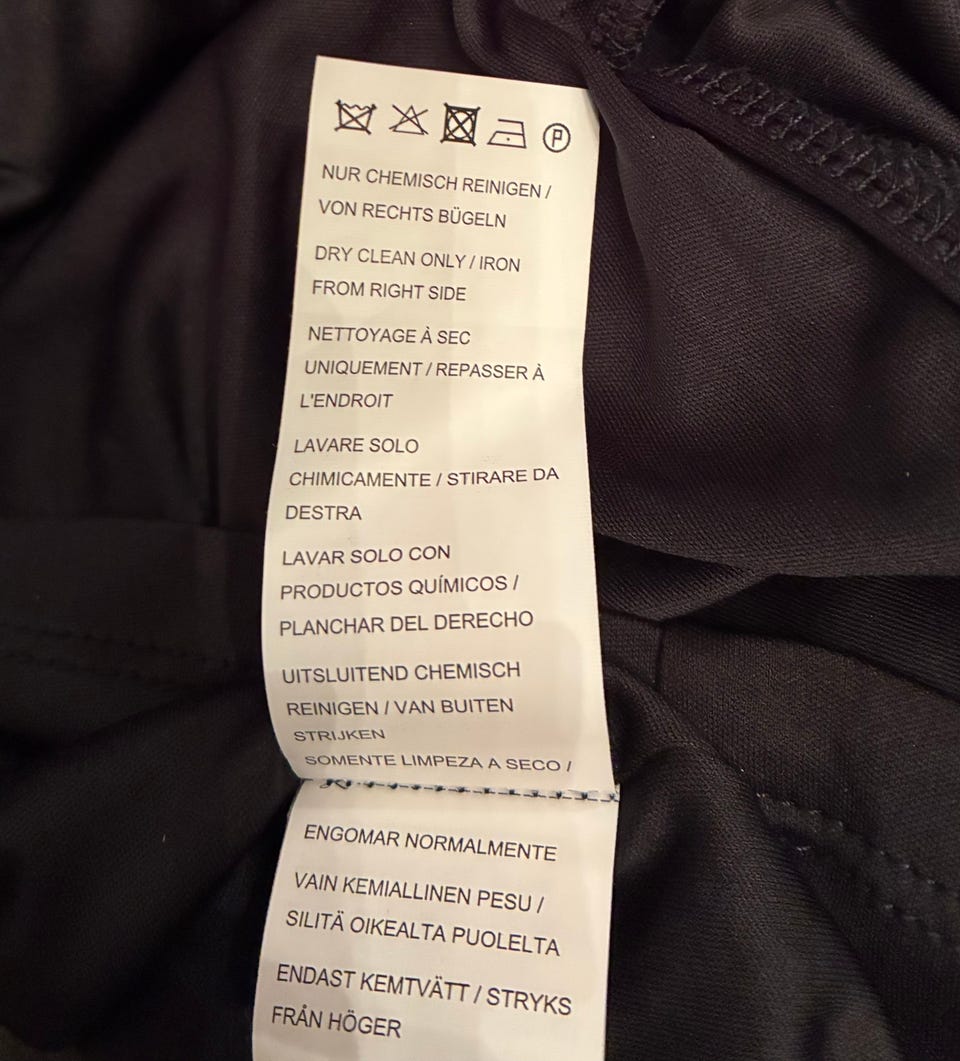 P
NUR CHEMISCH REINIGEN /
VON RECHTS BÜGELN
DRY CLEAN ONLY / IRON
FROM RIGHT SIDE
NETTOYAGE À SEC
UNIQUEMENT / REPASSER À
L'ENDROIT
LAVARE SOLO
CHIMICAMENTE / STIRARE DA
DESTRA
LAVAR SOLO CON
PRODUCTOS QUÍMICOS /
PLANCHAR DEL DERECHO
UITSLUITEND CHEMISCH
REINIGEN / VAN BUITEN
STRIJKEN
SOMENTE LIMPEZA A SECO /
ENGOMAR NORMALMENTE
VAIN KEMIALLINEN PESU /
SILITÄ OIKEALTA PUOLELTA
ENDAST KEMTVÄTT / STRYKS
FRÅN HÖGER